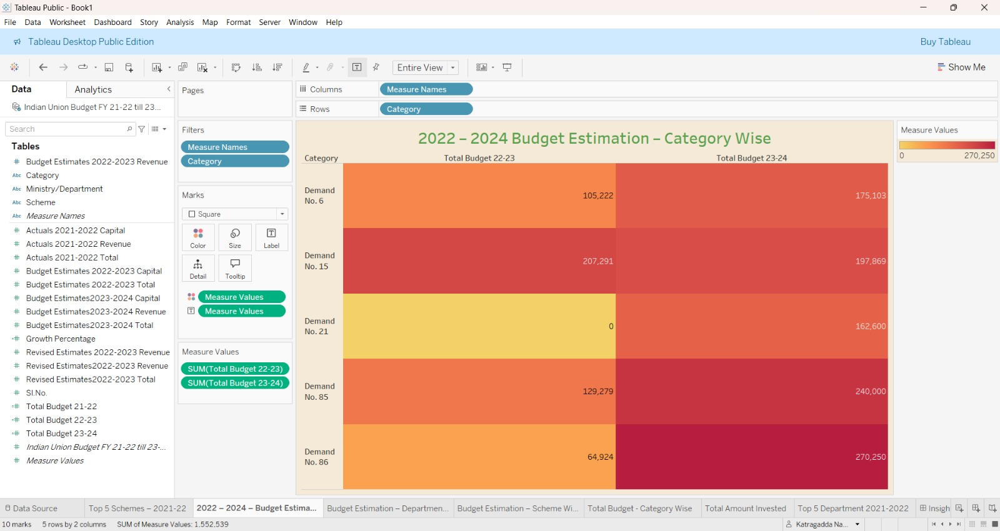 Tableau Public - Book1
File Data Worksheet Dashboard Story Analysis Map Format Server Window Help
Tableau Desktop Public Edition
Buy Tableau
Entire View
Show Me
Data
Analytics
Indian Union Budget FY 21-22 till 23...
Search
Tables
Budget Estimates 2022-2023 Revenue
Abc Category
Abc Ministry/Department
Abc Scheme
Abc Measure Names
Actuals 2021-2022 Capital
Actuals 2021-2022 Revenue
Actuals 2021-2022 Total
Budget Estimates 2022-2023 Capital
Budget Estimates 2022-2023 Total
Budget Estimates2023-2024 Capital
Budget Estimates2023-2024 Revenue
Budget Estimates2023-2024 Total
Growth Percentage
Revised Estimates 2022-2023 Revenue
Revised Estimates2022-2023 Revenue
Revised Estimates2022-2023 Total
Sl.No.
Total Budget 21-22
Total Budget 22-23
Total Budget 23-24
Indian Union Budget FY 21-22 till 23-...
Measure Values
Pages
Filters
Measure Names
Category
Marks
Square
Color
Size
Label
Detail
Tooltip
Measure Values
Measure Values
Measure Values
SUM(Total Budget 22-23)
SUM(Total Budget 23-24)
Columns
Measure Names
Rows
Category
2022 – 2024 Budget Estimation – Category Wise
Category
Total Budget 22-23
Total Budget 23-24
Demand
No. 6
105,222
175,103
Demand
No. 15
207,291
197,869
Demand
No. 21
0
162,600
Demand
No. 85
129,279
240,000
Demand
No. 86
64,924
270,250
Measure Values
0
270,250
Data Source
Top 5 Schemes – 2021-22
2022 – 2024 – Budget Estima...
Budget Estimation – Departmen...
Budget Estimation – Scheme Wi...
Total Budget - Category Wise
Total Amount Invested
Top 5 Department 2021-2022
Insigh
10 marks
5 rows by 2 columns
SUM of Measure Values: 1,552,539
Katragadda Na...